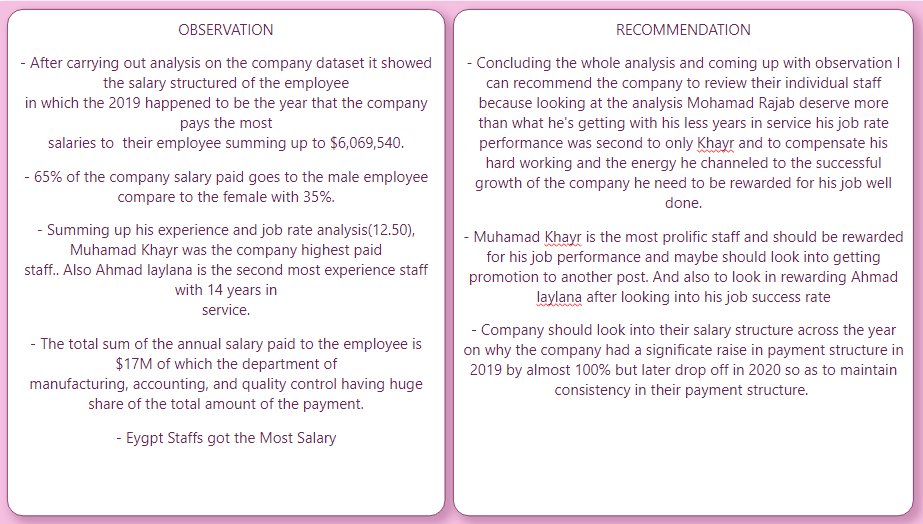 OBSERVATION
- After carrying out analysis on the company dataset it showed
the salary structured of the employee
in which the 2019 happened to be the year that the company
pays the most
salaries to  their employee summing up to $6,069,540.
- 65% of the company salary paid goes to the male employee
compare to the female with 35%.
- Summing up his experience and job rate analysis(12.50),
Muhamad Khayr was the company highest paid
staff.. Also Ahmad laylana is the second most experience staff
with 14 years in
service.
- The total sum of the annual salary paid to the employee is
$17M of which the department of
manufacturing, accounting, and quality control having huge
share of the total amount of the payment.
- Eygpt Staffs got the Most Salary
RECOMMENDATION
- Concluding the whole analysis and coming up with observation I
can recommend the company to review their individual staff
because looking at the analysis Mohamad Rajab deserve more
than what he's getting with his less years in service his job rate
performance was second to only Khayr and to compensate his
hard working and the energy he channeled to the successful
growth of the company he need to be rewarded for his job well
done.
- Muhamad Khayr is the most prolific staff and should be rewarded
for his job performance and maybe should look into getting
promotion to another post. And also to look in rewarding Ahmad
laylana after looking into his job success rate
- Company should look into their salary structure across the year
on why the company had a significate raise in payment structure in
2019 by almost 100% but later drop off in 2020 so as to maintain
consistency in their payment structure.